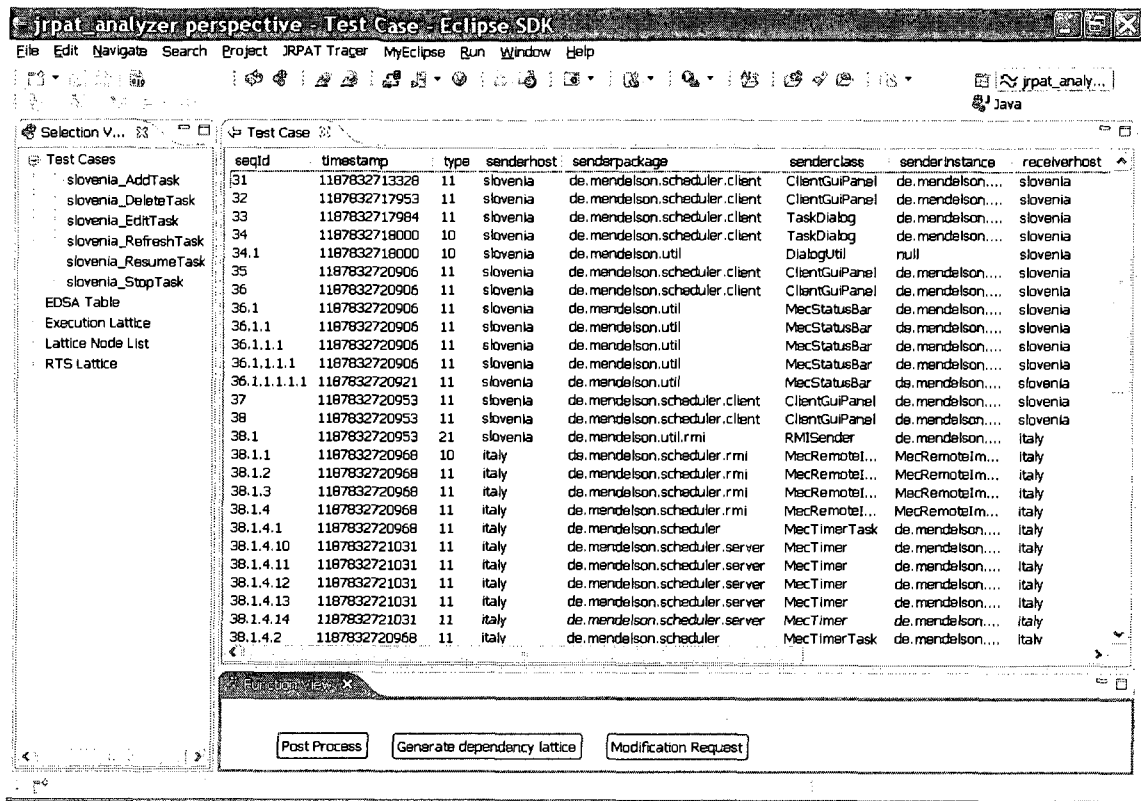 jrpat_analyzer perspective - Test Case - Eclipse SDK
File Edit Navigate Search Project JRPAT Tracer MyEclipse Run Window Help
jrpat_analy...
Java
Selection V...
Test Case
Test Cases
slovenia_AddTask
slovenia_DeleteTask
slovenia_EditTask
slovenia_RefreshTask
slovenia_ResumeTask
slovenia_StopTask
EDSA Table
Execution Lattice
Lattice Node List
RTS Lattice
seqId timestamp type senderhost senderpackage senderclass senderinstance receiverhost
31 1187832713328 11 slovenia de.mendelson.scheduler.client ClientGuiPanel de.mendelson.... slovenia
32 1187832717953 11 slovenia de.mendelson.scheduler.client ClientGuiPanel de.mendelson.... slovenia
33 1187832717984 11 slovenia de.mendelson.scheduler.client TaskDialog de.mendelson.... slovenia
34 1187832718000 10 slovenia de.mendelson.scheduler.client TaskDialog de.mendelson.... slovenia
34.1 1187832718000 10 slovenia de.mendelson.util DialogUtil null slovenia
35 1187832720906 11 slovenia de.mendelson.scheduler.client ClientGuiPanel de.mendelson.... slovenia
36 1187832720906 11 slovenia de.mendelson.scheduler.client ClientGuiPanel de.mendelson.... slovenia
36.1 1187832720906 11 slovenia de.mendelson.util MecStatusBar de.mendelson.... slovenia
36.1.1 1187832720906 11 slovenia de.mendelson.util MecStatusBar de.mendelson.... slovenia
36.1.1.1 1187832720906 11 slovenia de.mendelson.util MecStatusBar de.mendelson.... slovenia
36.1.1.1.1 1187832720906 11 slovenia de.mendelson.util MecStatusBar de.mendelson.... slovenia
36.1.1.1.1.1 1187832720921 11 slovenia de.mendelson.util MecStatusBar de.mendelson.... slovenia
37 1187832720953 11 slovenia de.mendelson.scheduler.client ClientGuiPanel de.mendelson.... slovenia
38 1187832720953 11 slovenia de.mendelson.scheduler.client ClientGuiPanel de.mendelson.... slovenia
38.1 1187832720953 21 slovenia de.mendelson.util.rmi RMISender de.mendelson.... italy
38.1.1 1187832720968 10 italy de.mendelson.scheduler.rmi MecRemoteI... MecRemoteIm... italy
38.1.2 1187832720968 11 italy de.mendelson.scheduler.rmi MecRemoteI... MecRemoteIm... italy
38.1.3 1187832720968 11 italy de.mendelson.scheduler.rmi MecRemoteI... MecRemoteIm... italy
38.1.4 1187832720968 11 italy de.mendelson.scheduler.rmi MecRemoteI... MecRemoteIm... italy
38.1.4.1 1187832720968 11 italy de.mendelson.scheduler MecTimerTask de.mendelson.... italy
38.1.4.10 1187832721031 11 italy de.mendelson.scheduler.server MecTimer de.mendelson.... italy
38.1.4.11 1187832721031 11 italy de.mendelson.scheduler.server MecTimer de.mendelson.... italy
38.1.4.12 1187832721031 11 italy de.mendelson.scheduler.server MecTimer de.mendelson.... italy
38.1.4.13 1187832721031 11 italy de.mendelson.scheduler.server MecTimer de.mendelson.... italy
38.1.4.14 1187832721031 11 italy de.mendelson.scheduler.server MecTimer de.mendelson.... italy
38.1.4.2 1187832720968 11 italy de.mendelson.scheduler MecTimerTask de.mendelson.... italy
Function View
Post Process Generate dependency lattice Modification Request